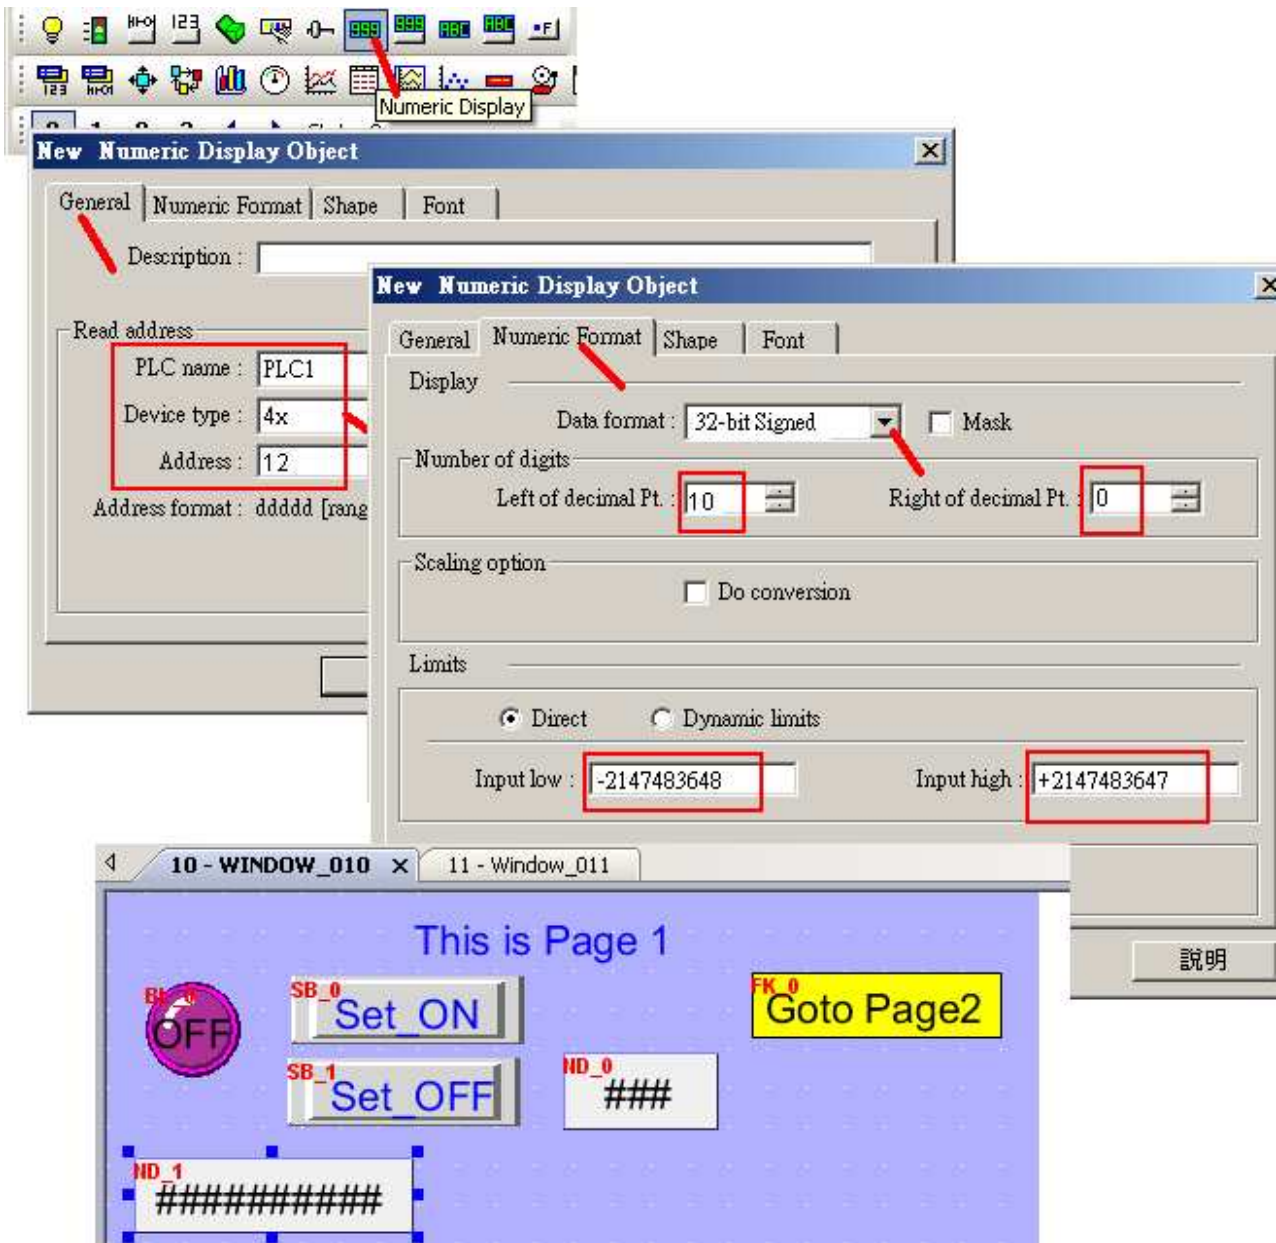 Numeric Display
New Numeric Display Object
General Numeric Format Shape Font
Description :
Read address
PLC name : PLC1
Device type : 4x
Address : 12
Address format : ddddd [rang
New Numeric Display Object
General Numeric Format Shape Font
Display
Data format : 32-bit Signed Mask
Number of digits
Left of decimal Pt. : 10 Right of decimal Pt. : 0
Scaling option
Do conversion
Limits
Direct Dynamic limits
Input low : -2147483648 Input high : +2147483647
說明
10 - WINDOW_010 11 - Window_011
This is Page 1
BL_0
OFF
SB_0
Set_ON
FK_0
Goto Page2
SB_1
Set_OFF
ND_0
###
ND_1
##########